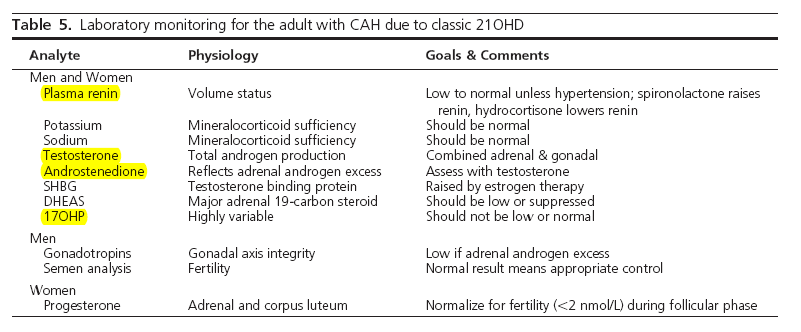 Table 5. Laboratory monitoring for the adult with CAH due to classic 21OHD
Analyte Physiology Goals & Comments
Men and Women
Plasma renin Volume status Low to normal unless hypertension; spironolactone raises
renin, hydrocortisone lowers renin
Potassium Mineralocorticoid sufficiency Should be normal
Sodium Mineralocorticoid sufficiency Should be normal
Testosterone Total androgen production Combined adrenal & gonadal
Androstenedione Reflects adrenal androgen excess Assess with testosterone
SHBG Testosterone binding protein Raised by estrogen therapy
DHEAS Major adrenal 19-carbon steroid Should be low or suppressed
17OHP Highly variable Should not be low or normal
Men
Gonadotropins Gonadal axis integrity Low if adrenal androgen excess
Semen analysis Fertility Normal result means appropriate control
Women
Progesterone Adrenal and corpus luteum Normalize for fertility (<2 nmol/L) during follicular phase